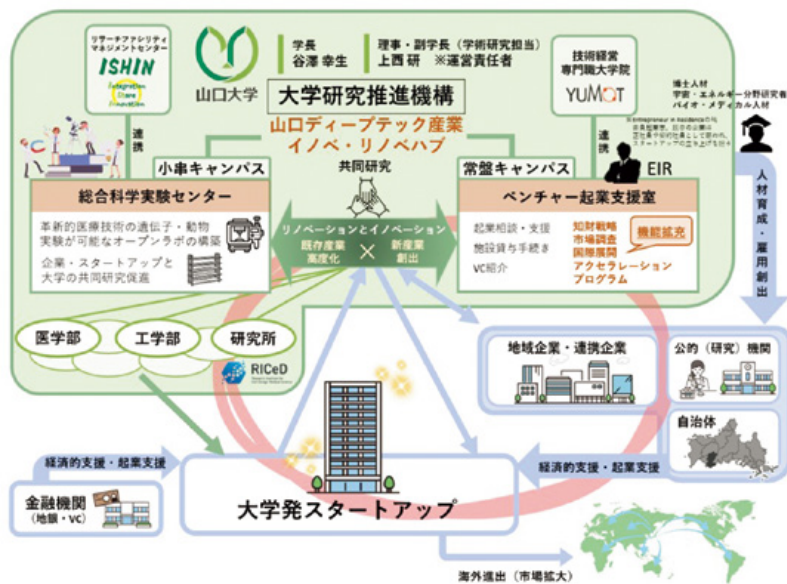 リサーチファシリティ
マネジメントセンター
ISHIN
Integration
Share
Innovation
山口大学
学長
谷澤 幸生
理事・副学長（学術研究担当）
上西 研　※運営責任者
大学研究推進機構
山口ディープテック産業
イノベ・リノベハブ
技術経営
専門職大学院
YUMOT
博士人材
宇宙・エネルギー分野研究者
バイオ・メディカル人材
連携
連携
小串キャンパス
共同研究
常盤キャンパス
EIR
総合科学実験センター
革新的医療技術の遺伝子・動物
実験が可能なオープンラボの構築
企業・スタートアップと
大学の共同研究促進
リノベーションとイノベーション
既存産業
高度化
×
新産業
創出
ベンチャー起業支援室
起業相談・支援
施設貸与手続き
VC紹介
知財戦略
市場調査
国際展開
アクセラレーション
プログラム
機能拡充
人材育成・雇用創出
医学部
工学部
研究所
RICeD
地域企業・連携企業
公的（研究）機関
自治体
経済的支援・起業支援
金融機関
（地銀・VC）
大学発スタートアップ
経済的支援・起業支援
海外進出（市場拡大）